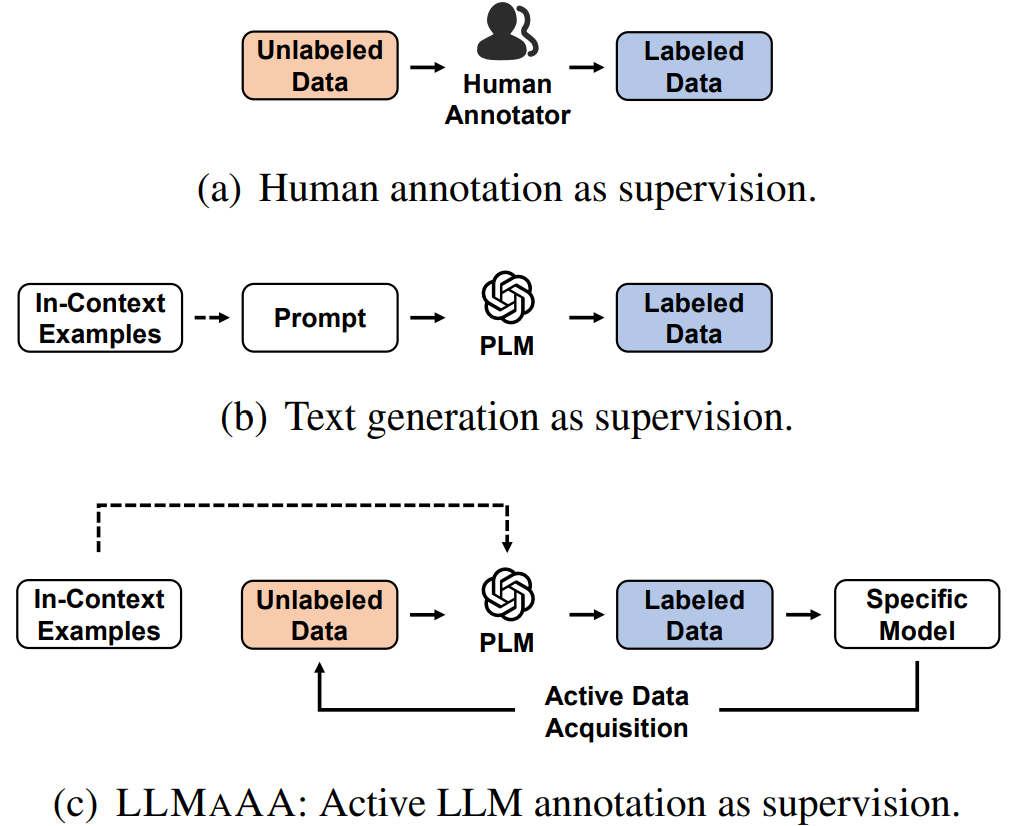 Unlabeled
Data
Human
Annotator
Labeled
Data
(a) Human annotation as supervision.
In-Context
Examples
Prompt
PLM
Labeled
Data
(b) Text generation as supervision.
In-Context
Examples
Unlabeled
Data
PLM
Labeled
Data
Specific
Model
Active Data
Acquisition
(c) LLMAAA: Active LLM annotation as supervision.